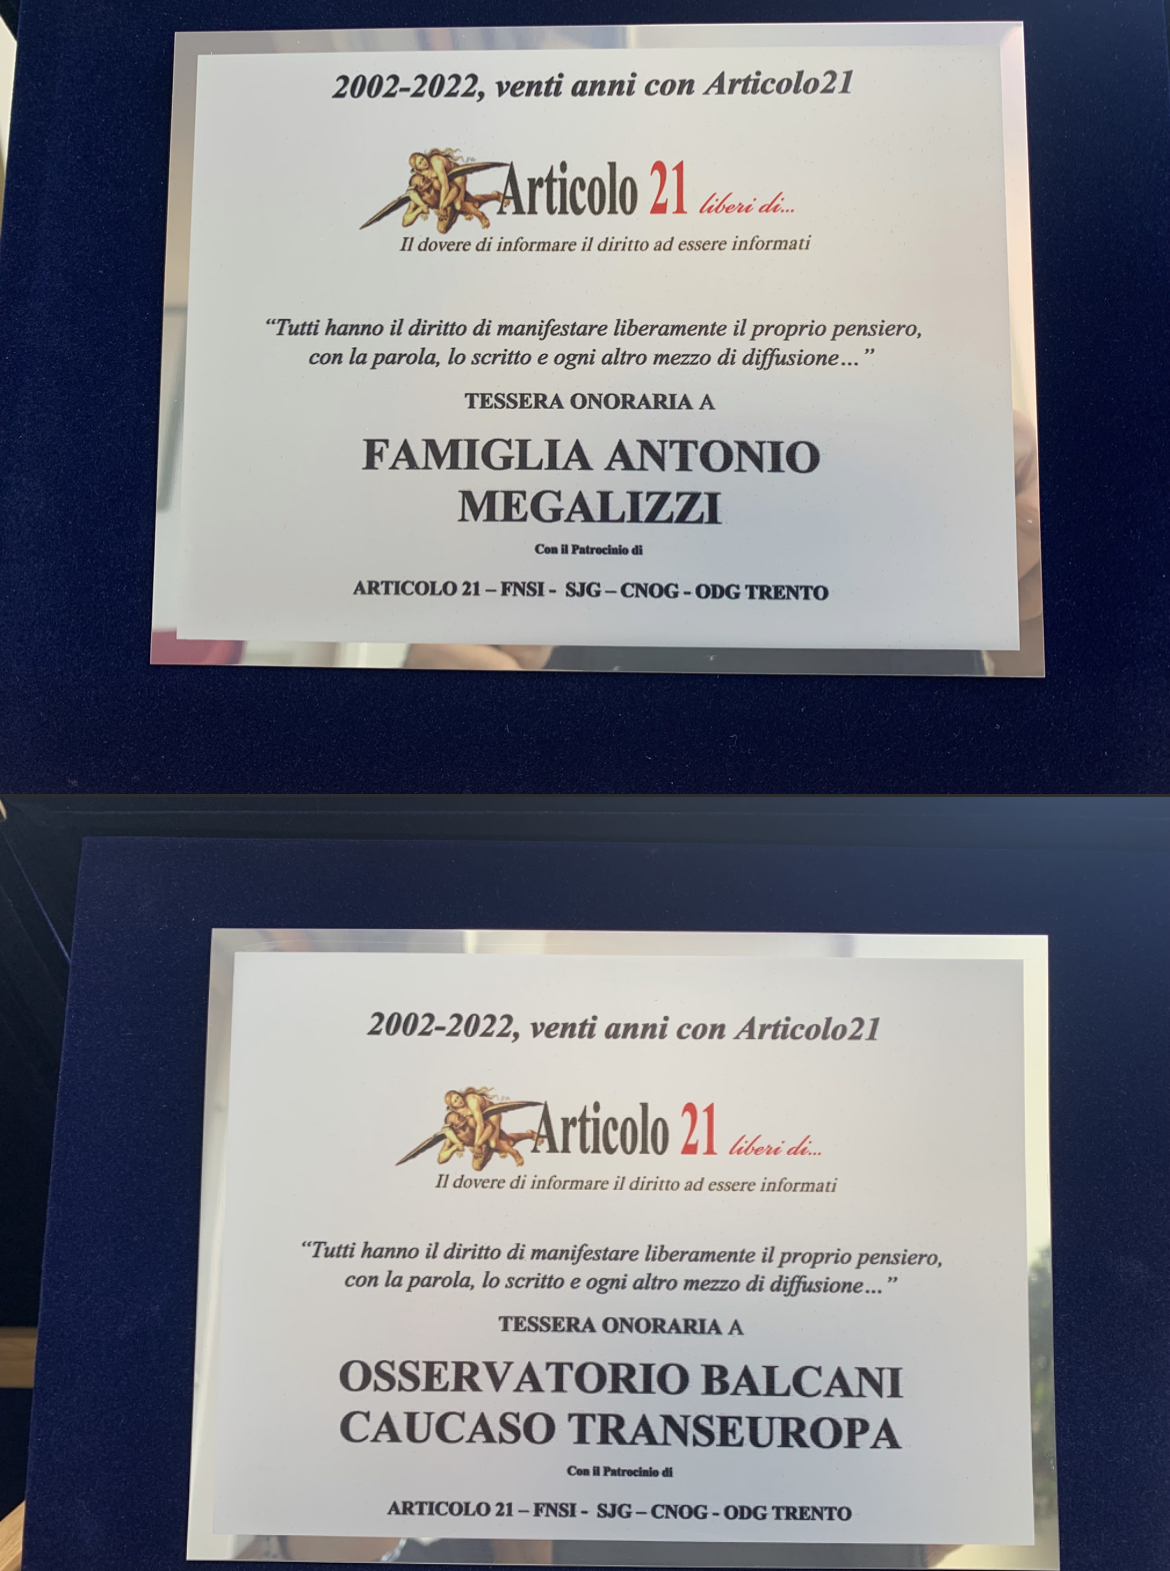 2002-2022, venti anni con Articolo21
Articolo 21 liberi di...
Il dovere di informare il diritto ad essere informati
“Tutti hanno il diritto di manifestare liberamente il proprio pensiero,
con la parola, lo scritto e ogni altro mezzo di diffusione…”
TESSERA ONORARIA A
FAMIGLIA ANTONIO
MEGALIZZI
Con il Patrocinio di
ARTICOLO 21 – FNSI - SJG – CNOG - ODG TRENTO
2002-2022, venti anni con Articolo21
Articolo 21 liberi di...
Il dovere di informare il diritto ad essere informati
“Tutti hanno il diritto di manifestare liberamente il proprio pensiero,
con la parola, lo scritto e ogni altro mezzo di diffusione…”
TESSERA ONORARIA A
OSSERVATORIO BALCANI
CAUCASO TRANSEUROPA
Con il Patrocinio di
ARTICOLO 21 – FNSI - SJG – CNOG - ODG TRENTO